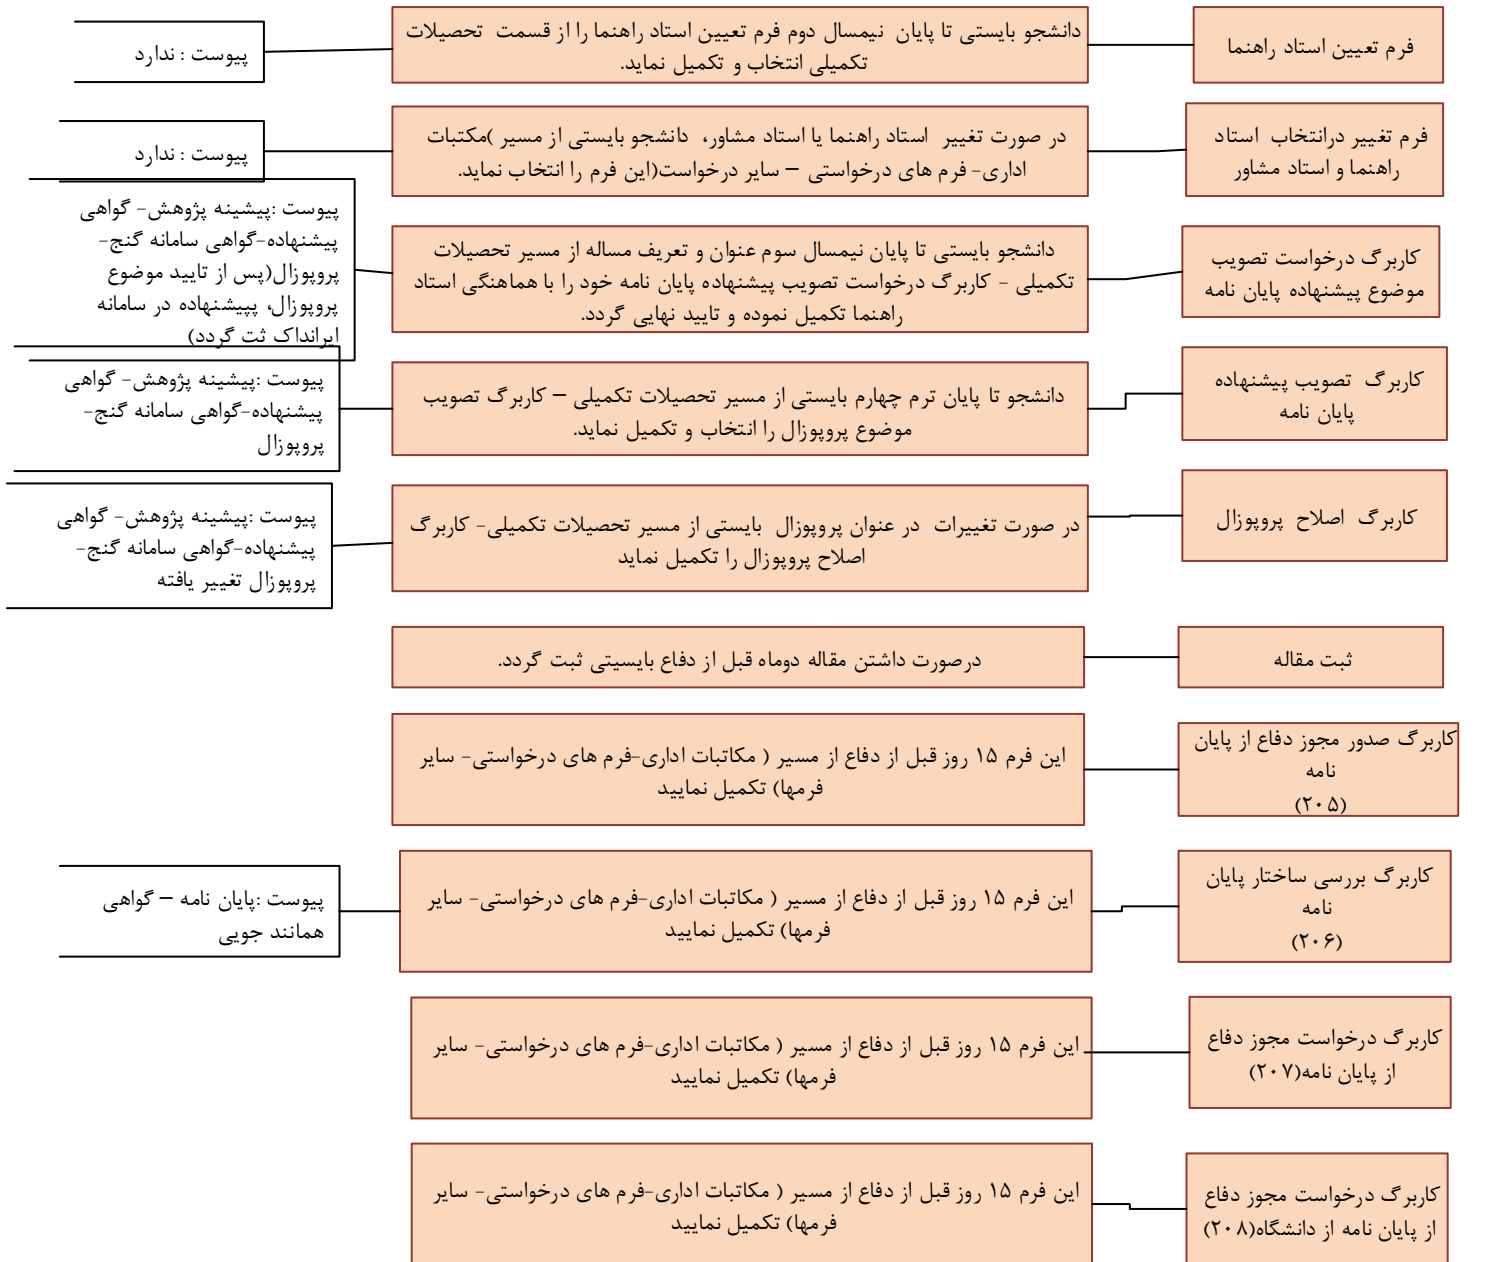 فرم تعیین استاد راهنما
دانشجو بایستی تا پایان نیمسال دوم فرم تعیین استاد راهنما را از قسمت تحصیلات
تکمیلی انتخاب و تکمیل نماید.
پیوست : ندارد
فرم تغییر درانتخاب استاد
راهنما و استاد مشاور
در صورت تغییر استاد راهنما یا استاد مشاور، دانشجو بایستی از مسیر )مکتبات
اداری- فرم های درخواستی – سایر درخواست(این فرم را انتخاب نماید.
پیوست : ندارد
کاربرگ درخواست تصویب
موضوع پیشنهاده پایان نامه
دانشجو بایستی تا پایان نیمسال سوم عنوان و تعریف مساله از مسیر تحصیلات
تکمیلی - کاربرگ درخواست تصویب پیشنهاده پایان نامه خود را با هماهنگی استاد
راهنما تکمیل نموده و تایید نهایی گردد.
پیوست :پیشینه پژوهش- گواهی
پیشنهاده-گواهی سامانه گنج-
پروپوزال(پس از تایید موضوع
پروپوزال، پپیشنهاده در سامانه
ایرانداک ثت گردد)
کاربرگ تصویب پیشنهاده
پایان نامه
دانشجو تا پایان ترم چهارم بایستی از مسیر تحصیلات تکمیلی – کاربرگ تصویب
موضوع پروپوزال را انتخاب و تکمیل نماید.
پیوست :پیشینه پژوهش- گواهی
پیشنهاده-گواهی سامانه گنج-
پروپوزال
کاربرگ اصلاح پروپوزال
در صورت تغییرات در عنوان پروپوزال بایستی از مسیر تحصیلات تکمیلی- کاربرگ
اصلاح پروپوزال را تکمیل نماید
پیوست :پیشینه پژوهش- گواهی
پیشنهاده-گواهی سامانه گنج-
پروپوزال تغییر یافته
ثبت مقاله
درصورت داشتن مقاله دوماه قبل از دفاع بایسیتی ثبت گردد.
کاربرگ صدور مجوز دفاع از پایان
نامه
(۲۰۵)
این فرم ۱۵ روز قبل از دفاع از مسیر ( مکاتبات اداری-فرم های درخواستی- سایر
فرمها) تکمیل نمایید
کاربرگ بررسی ساختار پایان
نامه
(۲۰۶)
این فرم ۱۵ روز قبل از دفاع از مسیر ( مکاتبات اداری-فرم های درخواستی- سایر
فرمها) تکمیل نمایید
پیوست :پایان نامه – گواهی
همانند جویی
کاربرگ درخواست مجوز دفاع
از پایان نامه(۲۰۷)
این فرم ۱۵ روز قبل از دفاع از مسیر ( مکاتبات اداری-فرم های درخواستی- سایر
فرمها) تکمیل نمایید
کاربرگ درخواست مجوز دفاع
از پایان نامه از دانشگاه(۲۰۸)
این فرم ۱۵ روز قبل از دفاع از مسیر ( مکاتبات اداری-فرم های درخواستی- سایر
فرمها) تکمیل نمایید